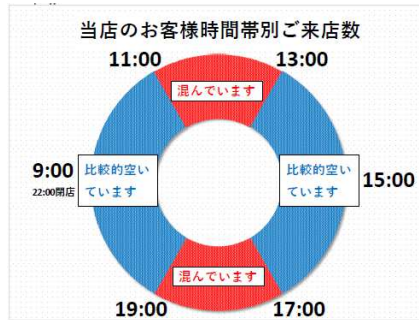 当店のお客様時間帯別ご来店数
11:00
13:00
混んでいます
9:00
22:00閉店
比較的空い
ています
比較的空い
ています
15:00
混んでいます
19:00
17:00